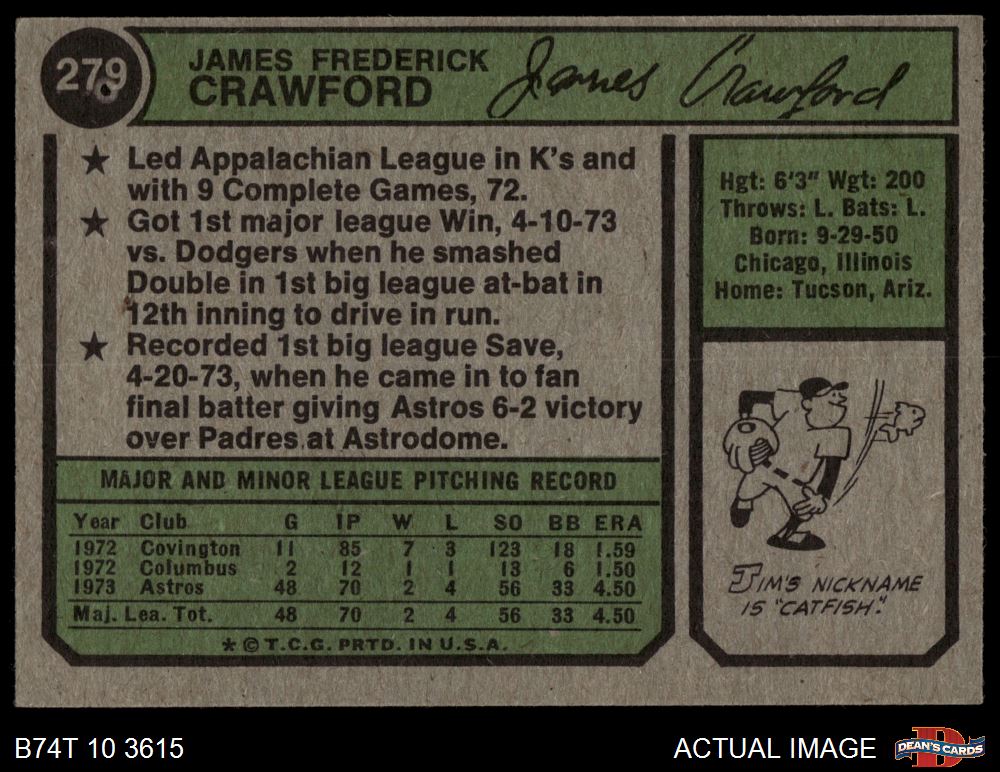 279
JAMES FREDERICK
CRAWFORD
James Crawford
★ Led Appalachian League in K's and
with 9 Complete Games, 72.
★ Got 1st major league Win, 4-10-73
vs. Dodgers when he smashed
Double in 1st big league at-bat in
12th inning to drive in run.
★ Recorded 1st big league Save,
4-20-73, when he came in to fan
final batter giving Astros 6-2 victory
over Padres at Astrodome.
Hgt: 6'3" Wgt: 200
Throws: L. Bats: L.
Born: 9-29-50
Chicago, Illinois
Home: Tucson, Ariz.
MAJOR AND MINOR LEAGUE PITCHING RECORD
Year Club G IP W L SO BB ERA
1972 Covington 11 85 7 3 123 18 1.59
1972 Columbus 2 12 1 1 13 6 1.50
1973 Astros 48 70 2 4 56 33 4.50
Maj. Lea. Tot. 48 70 2 4 56 33 4.50
* © T.C.G. PRTD. IN U.S.A.
JIM'S NICKNAME
IS "CATFISH."
B74T 10 3615
ACTUAL IMAGE
D
DEAN'S CARDS